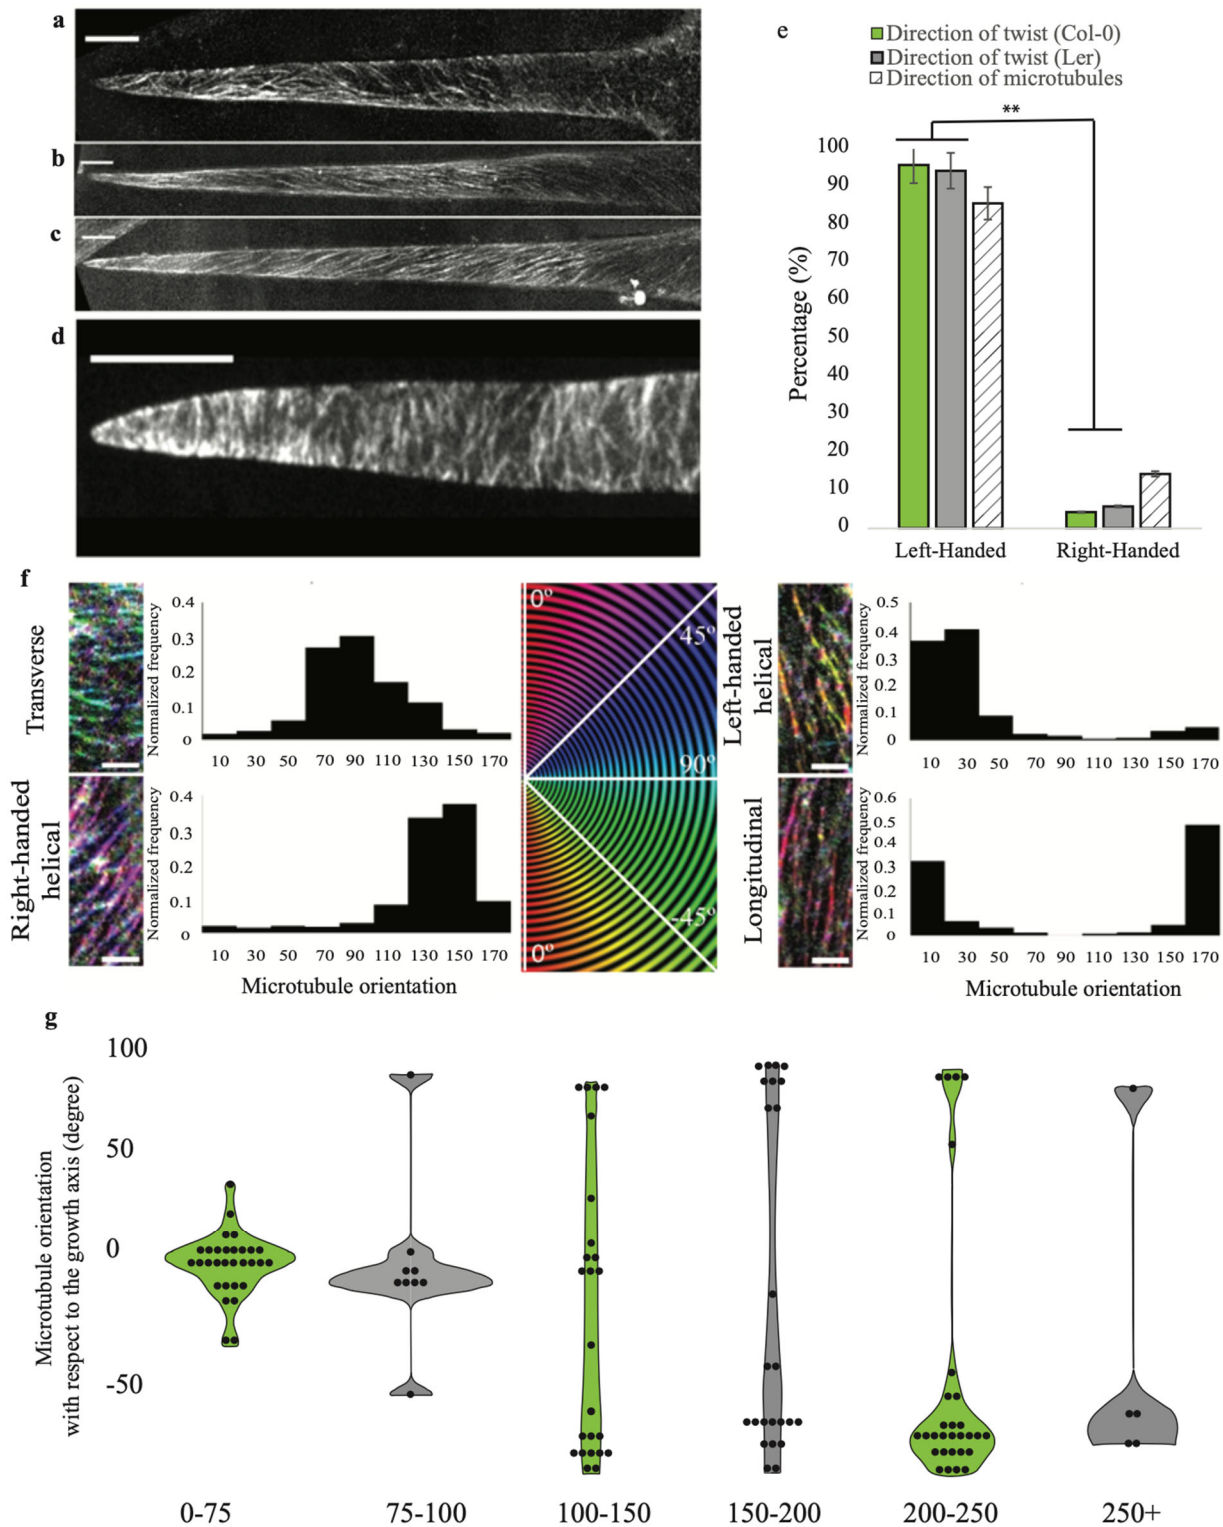 a
b
c
d
e
Direction of twist (Col-0)
Direction of twist (Ler)
Direction of microtubules
**
Percentage (%)
100
90
80
70
60
50
40
30
20
10
0
Left-Handed Right-Handed
f
Transverse
Normalized frequency
0.4
0.3
0.2
0.1
0
10 30 50 70 90 110 130 150 170
Right-handed
helical
Normalized frequency
0.4
0.3
0.2
0.1
0
10 30 50 70 90 110 130 150 170
Microtubule orientation
0º
45º
90º
-45º
0º
Left-handed
helical
Normalized frequency
0.5
0.4
0.3
0.2
0.1
0
10 30 50 70 90 110 130 150 170
Longitudinal
Normalized frequency
0.6
0.5
0.4
0.3
0.2
0.1
0
10 30 50 70 90 110 130 150 170
Microtubule orientation
g
Microtubule orientation
with respect to the growth axis (degree)
100
50
0
-50
0-75 75-100 100-150 150-200 200-250 250+